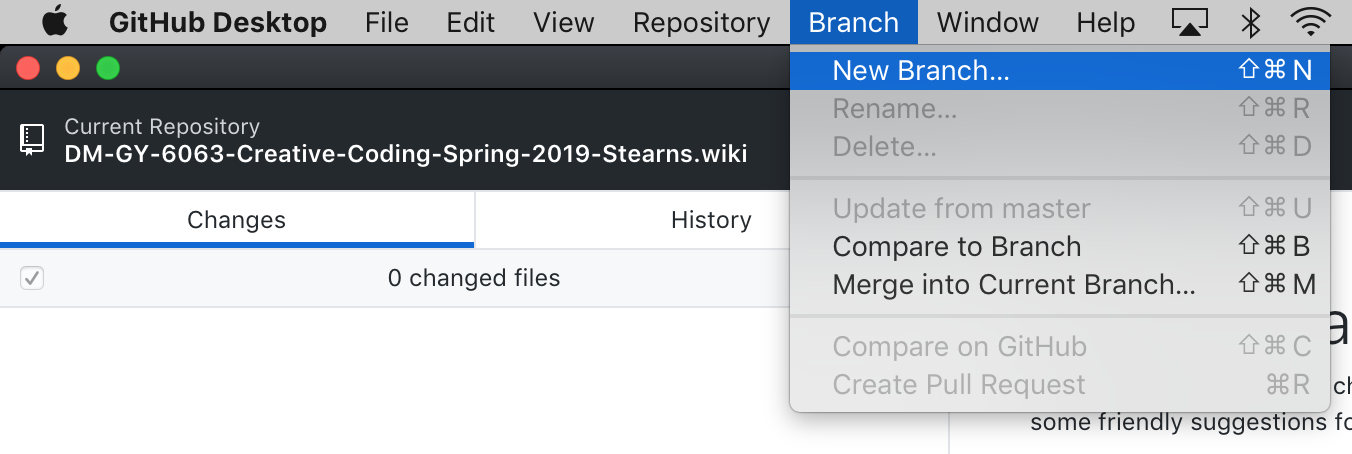 GitHub Desktop File Edit View Repository Branch Window Help
New Branch... ⇧⌘N
Rename... ⇧⌘R
Delete... ⇧⌘D
Update from master ⇧⌘U
Compare to Branch ⇧⌘B
Merge into Current Branch... ⇧⌘M
Compare on GitHub ⇧⌘C
Create Pull Request ⌘R
Current Repository
DM-GY-6063-Creative-Coding-Spring-2019-Stearns.wiki
Changes History
0 changed files
some friendly suggestions